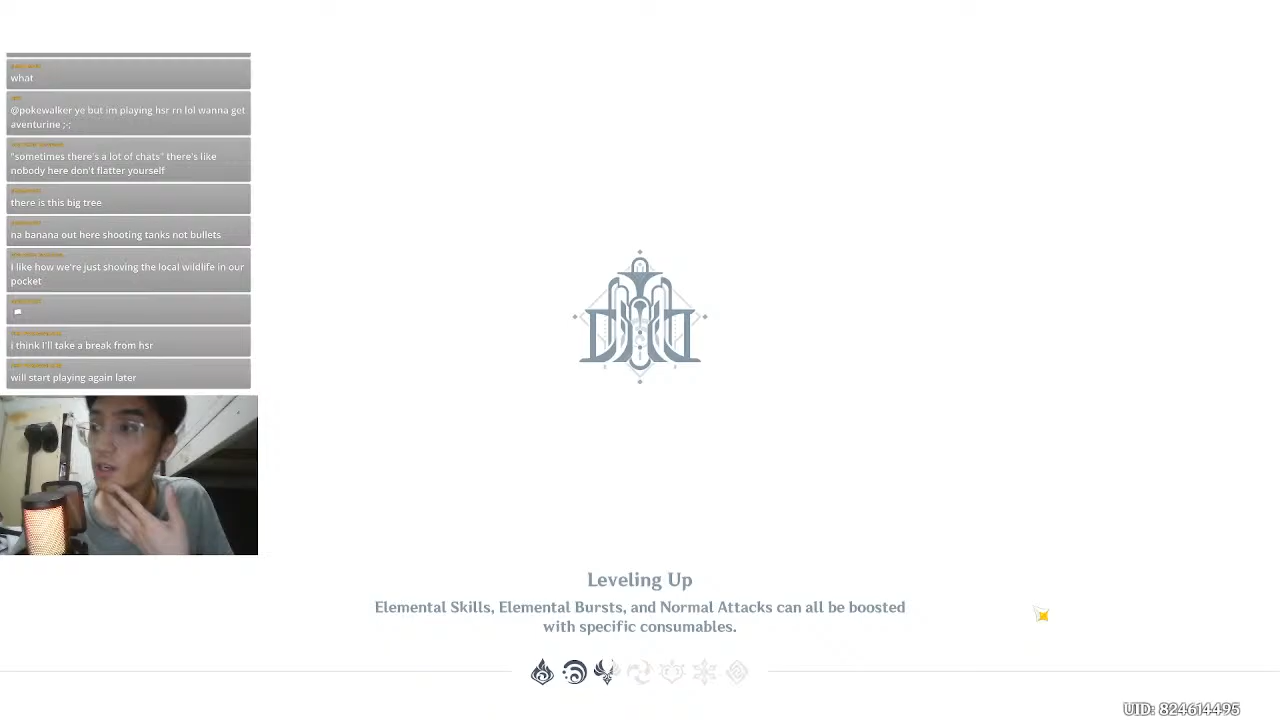 what
@pokewalker ye but im playing hsr rn lol wanna get
aventurine ;-;
"sometimes there's a lot of chats" there's like
nobody here don't flatter yourself
there is this big tree
na banana out here shooting tanks not bullets
i like how we're just shoving the local wildlife in our
pocket
i think I'll take a break from hsr
will start playing again later
Leveling Up
Elemental Skills, Elemental Bursts, and Normal Attacks can all be boosted
with specific consumables.
UID: 824614495